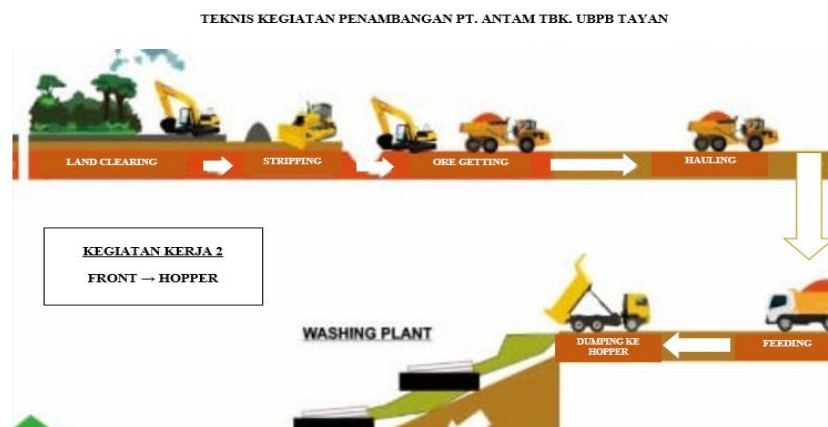 TEKNIS KEGIATAN PENAMBANGAN PT. ANTAM TBK. UBPB TAYAN
LAND CLEARING
STRIPPING
ORE GETTING
HAULING
KEGIATAN KERJA 2
FRONT → HOPPER
WASHING PLANT
DUMPING KE
HOPPER
FEEDING